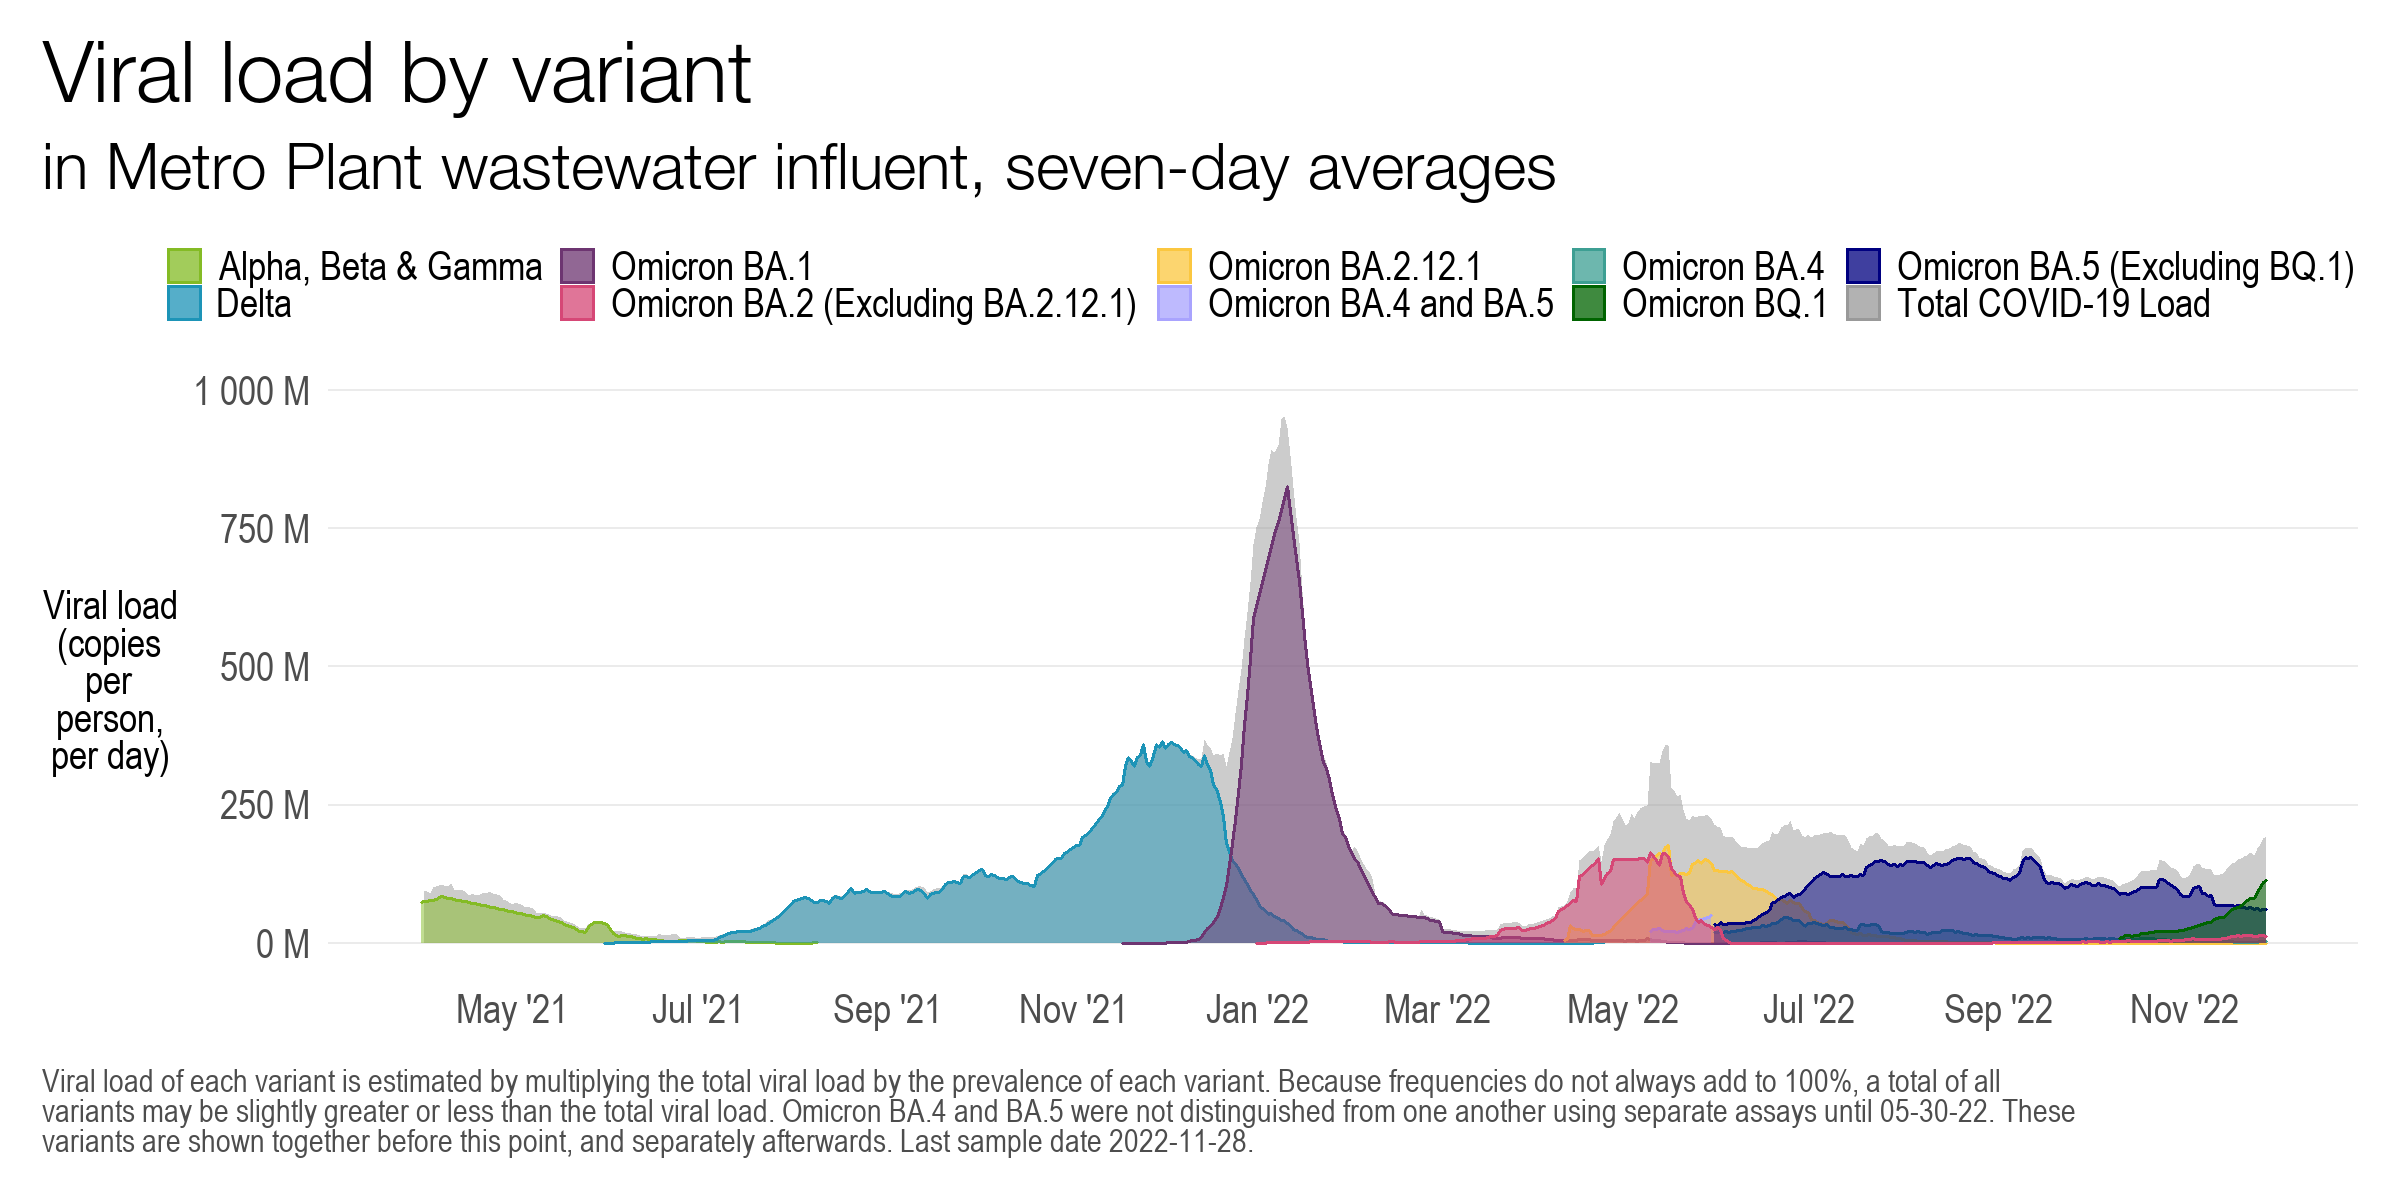 Viral load by variant
in Metro Plant wastewater influent, seven-day averages
Alpha, Beta & Gamma
Delta
Omicron BA.1
Omicron BA.2 (Excluding BA.2.12.1)
Omicron BA.2.12.1
Omicron BA.4 and BA.5
Omicron BA.4
Omicron BQ.1
Omicron BA.5 (Excluding BQ.1)
Total COVID-19 Load
1 000 M
750 M
500 M
250 M
0 M
Viral load
(copies
per
person,
per day)
May '21
Jul '21
Sep '21
Nov '21
Jan '22
Mar '22
May '22
Jul '22
Sep '22
Nov '22
Viral load of each variant is estimated by multiplying the total viral load by the prevalence of each variant. Because frequencies do not always add to 100%, a total of all
variants may be slightly greater or less than the total viral load. Omicron BA.4 and BA.5 were not distinguished from one another using separate assays until 05-30-22. These
variants are shown together before this point, and separately afterwards. Last sample date 2022-11-28.